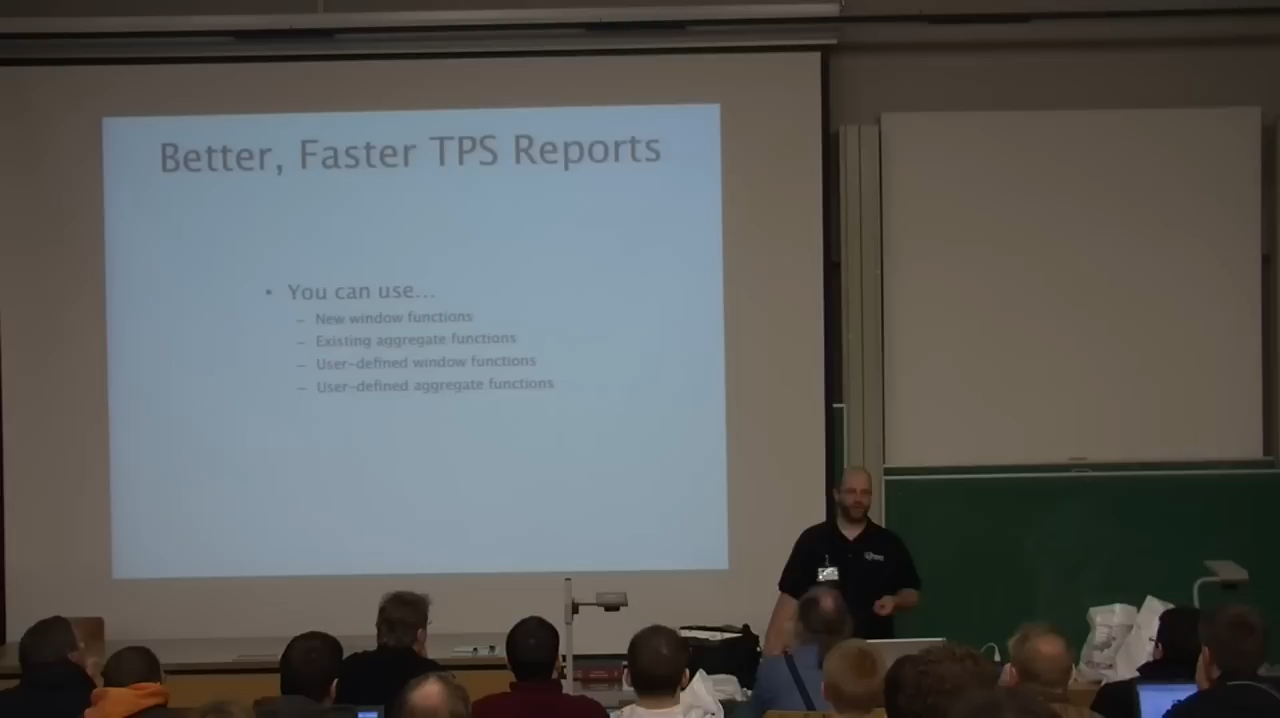 Better, Faster TPS Reports
• You can use...
– New window functions
– Existing aggregate functions
– User-defined window functions
– User-defined aggregate functions